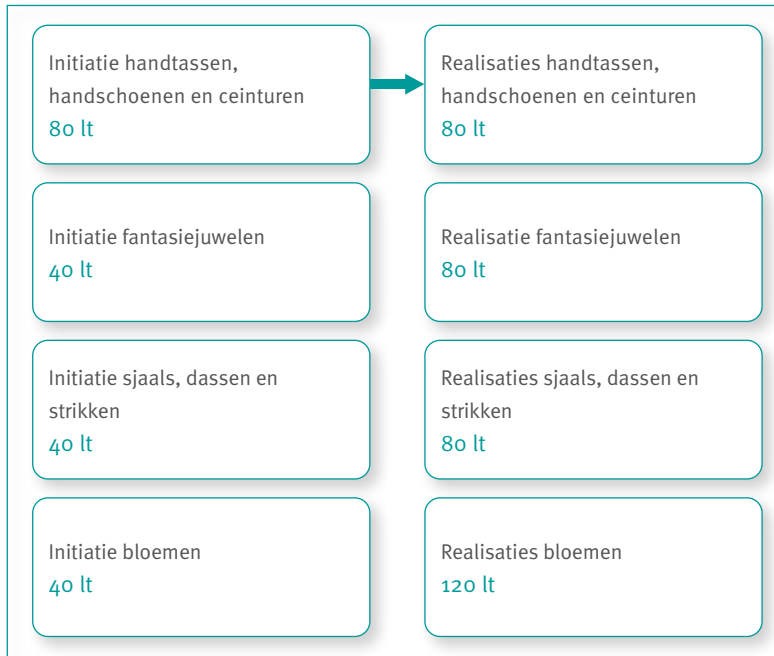 Initiatie handtassen,
handschoenen en ceinturen
80 lt
Realisaties handtassen,
handschoenen en ceinturen
80 lt
Initiatie fantasiejuwelen
40 lt
Realisatie fantasiejuwelen
80 lt
Initiatie sjaals, dassen en
strikken
40 lt
Realisaties sjaals, dassen en
strikken
80 lt
Initiatie bloemen
40 lt
Realisaties bloemen
120 lt